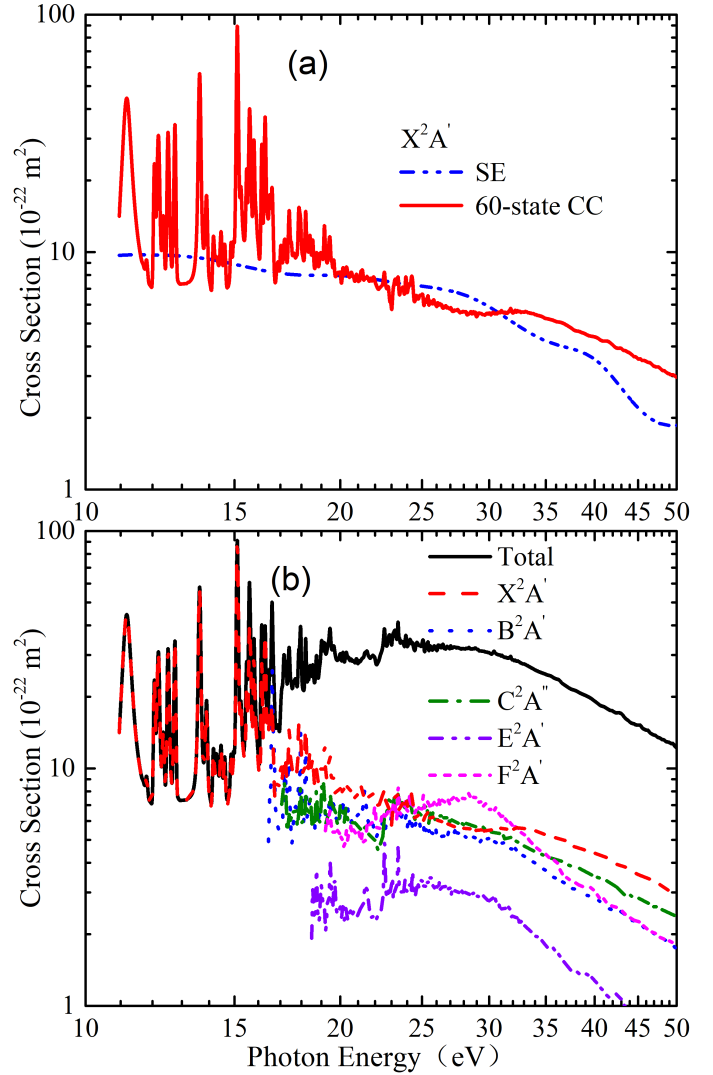 100
(a)
X²A'
SE
60-state CC
10
1
Cross Section (10⁻²² m²)
10 15 20 25 30 35 40 45 50
100
(b)
Total
X²A'
B²A'
C²A"
E²A'
F²A'
10
1
Cross Section (10⁻²² m²)
10 15 20 25 30 35 40 45 50
Photon Energy（eV）